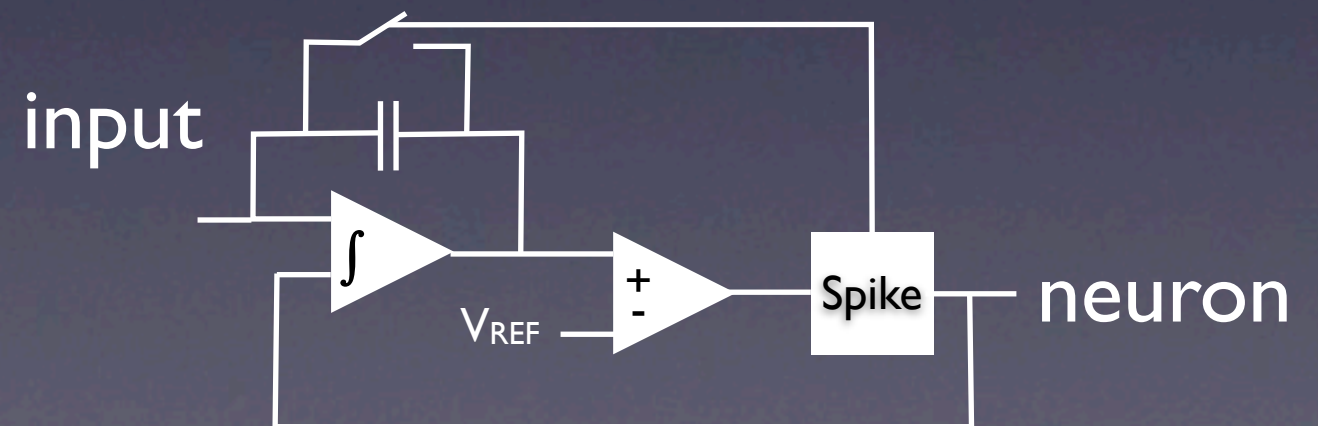 input
∫
+
-
VREF
Spike
neuron